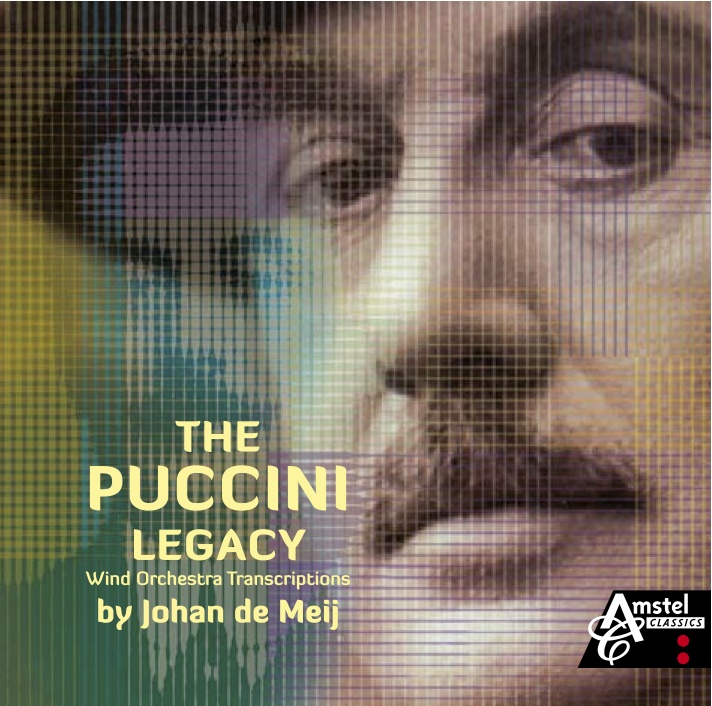 THE
PUCCINI
LEGACY
Wind Orchestra Transcriptions
by Johan de Meij
Amstel
CLASSICS